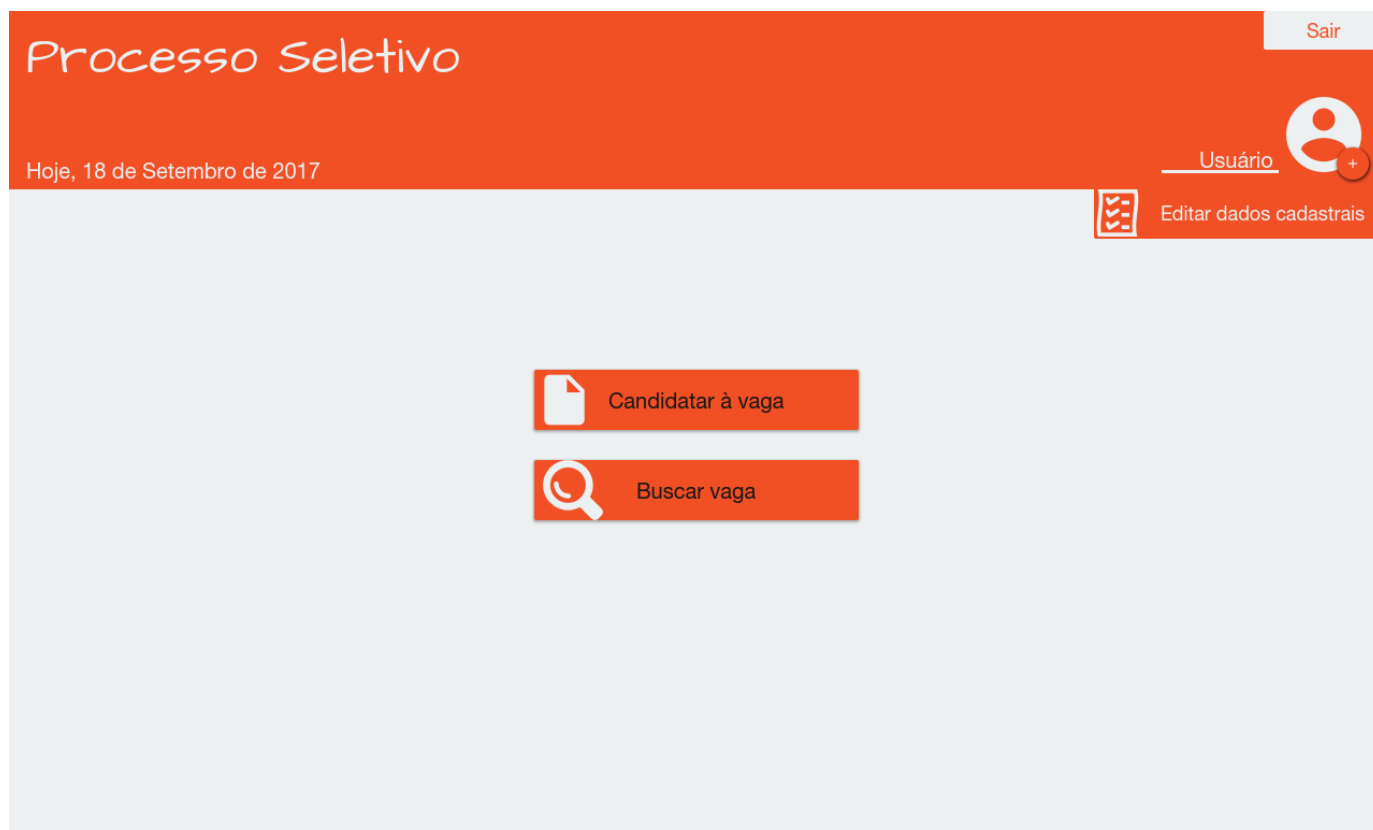 Sair
Processo Seletivo
Usuário
+
Hoje, 18 de Setembro de 2017
Editar dados cadastrais
Candidatar à vaga
Buscar vaga